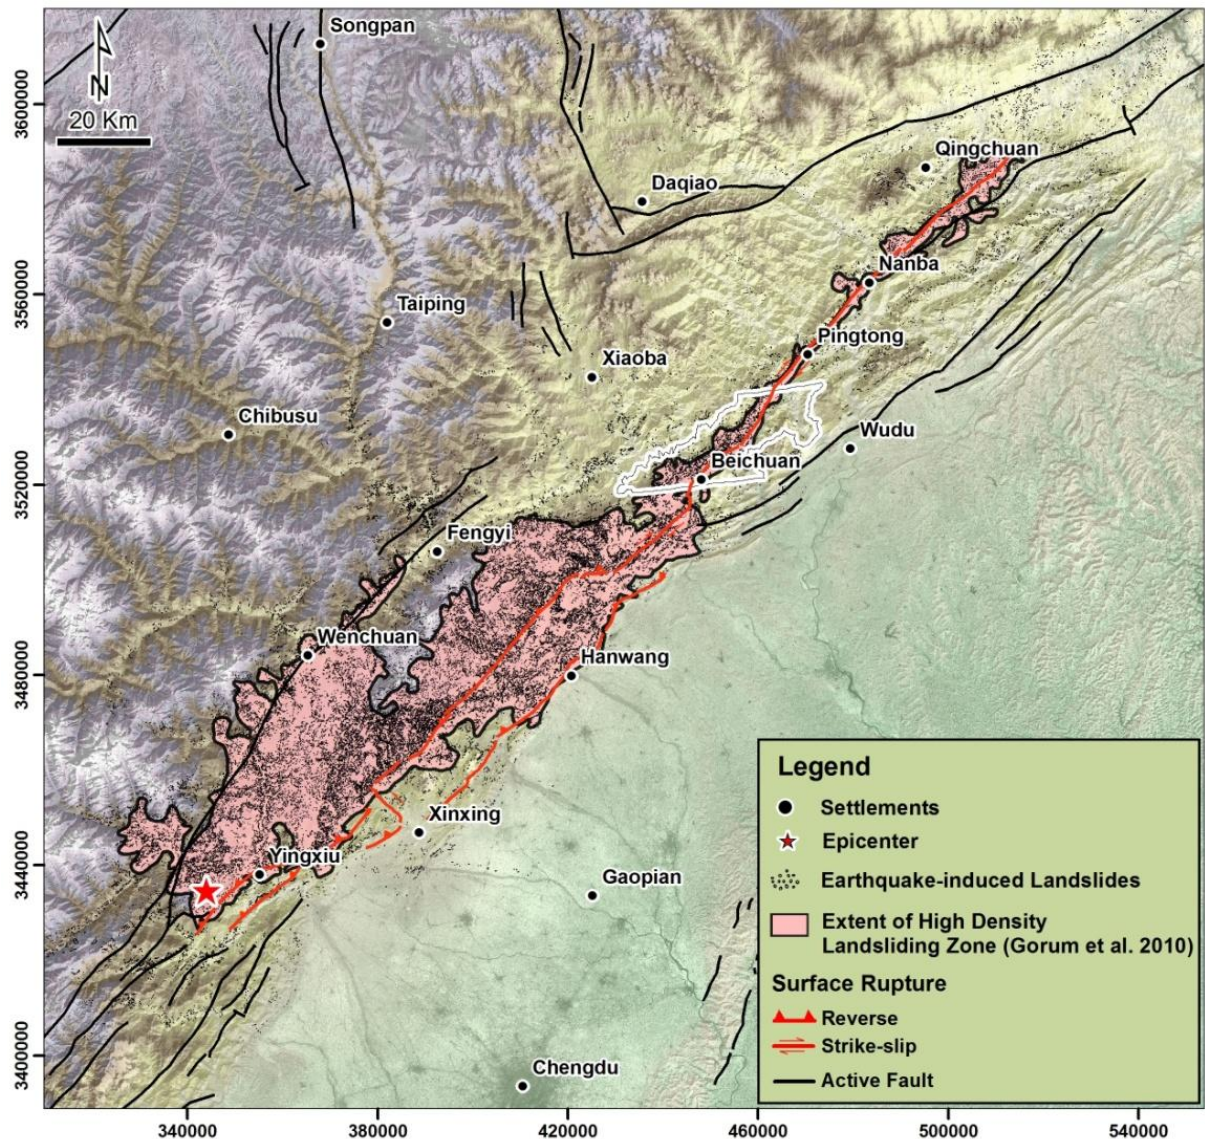 Songpan
N
20 Km
Qingchuan
Daqiao
Nanba
Taiping
Pingtong
Xiaoba
Chibusu
Wudu
Beichuan
Fengyi
Wenchuan
Hanwang
Xinxing
Yingxiu
Gaopian
Chengdu
Legend
Settlements
Epicenter
Earthquake-induced Landslides
Extent of High Density
Landsliding Zone (Gorum et al. 2010)
Surface Rupture
Reverse
Strike-slip
Active Fault
3600000
3560000
3520000
3480000
3440000
3400000
340000 380000 420000 460000 500000 540000